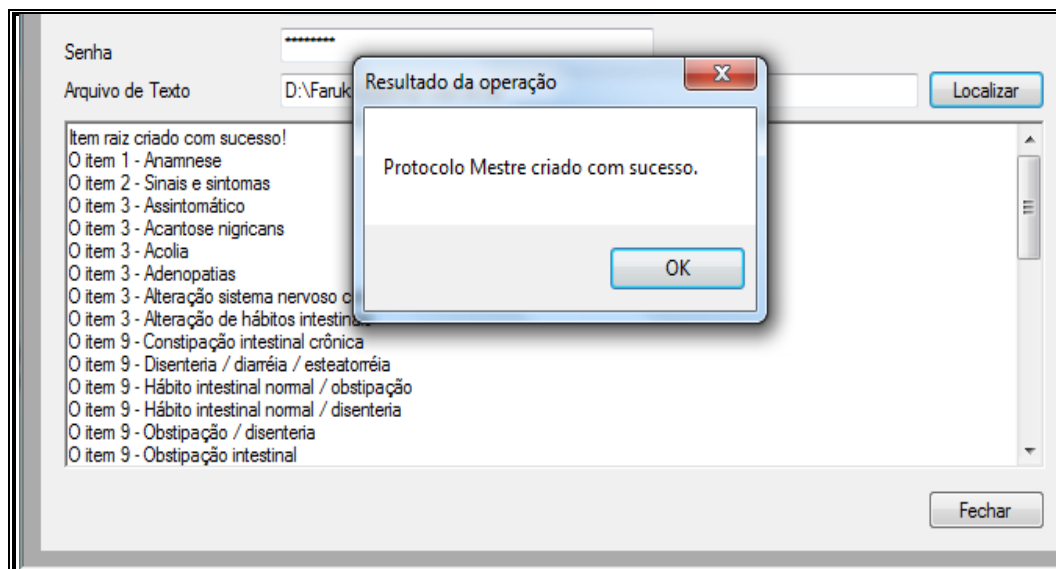 Senha
********
Resultado da operação
Arquivo de Texto
D:\Faruk
Localizar
Protocolo Mestre criado com sucesso.
OK
Item raiz criado com sucesso!
O item 1 - Anamnese
O item 2 - Sinais e sintomas
O item 3 - Assintomático
O item 3 - Acantose nigricans
O item 3 - Acolia
O item 3 - Adenopatias
O item 3 - Alteração sistema nervoso c
O item 3 - Alteração de hábitos intestinais
O item 9 - Constipação intestinal crônica
O item 9 - Disenteria / diarréia / esteatorréia
O item 9 - Hábito intestinal normal / obstipação
O item 9 - Hábito intestinal normal / disenteria
O item 9 - Obstipação / disenteria
O item 9 - Obstipação intestinal
Fechar